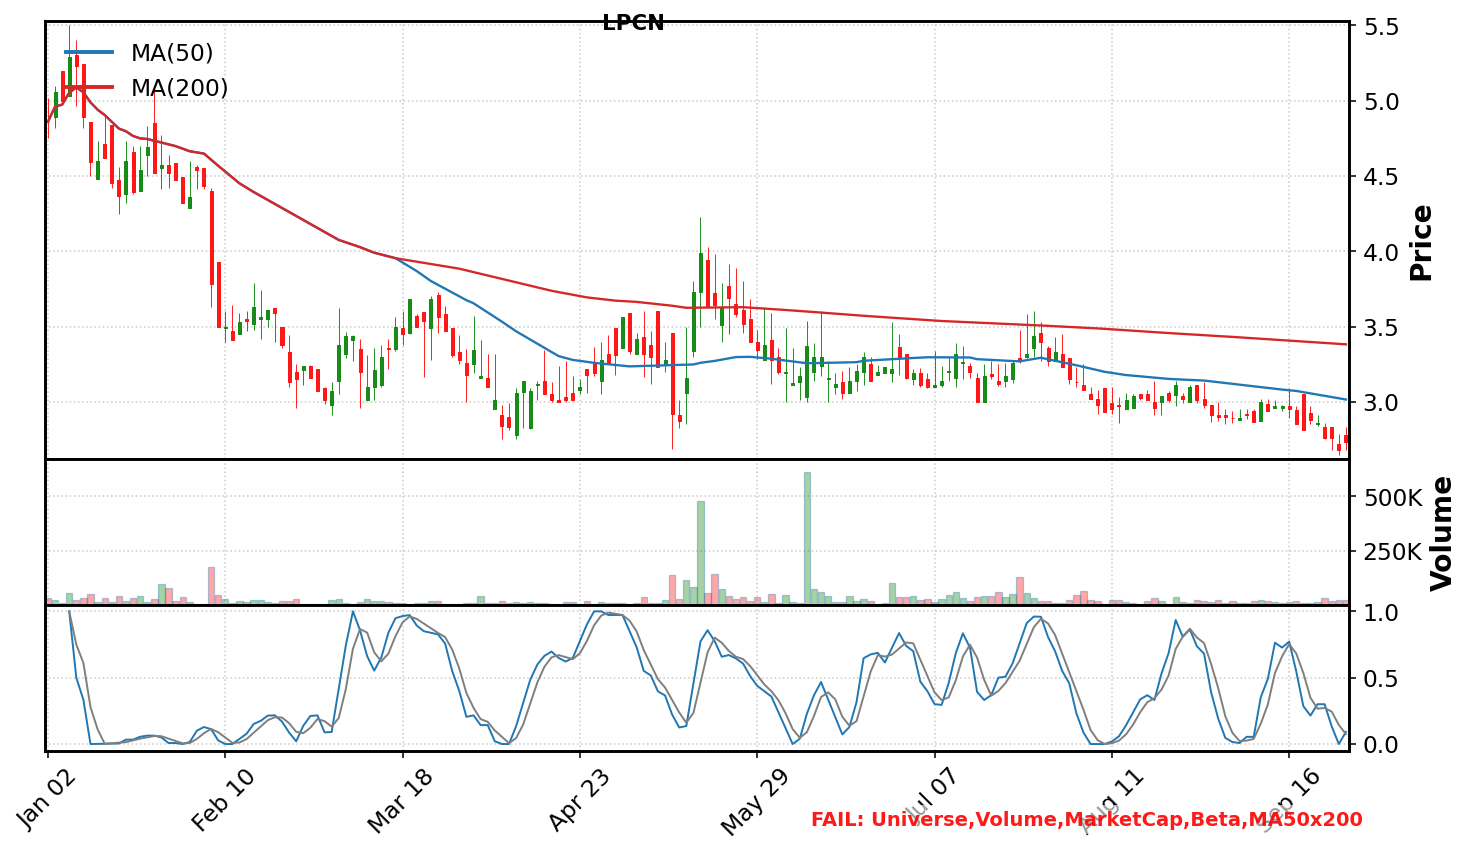 LPCN
MA(50)
MA(200)
5.5
5.0
4.5
4.0
3.5
3.0
Price
500K
250K
Volume
1.0
0.5
0.0
Jan 02
Feb 10
Mar 18
Apr 23
May 29
Jul 07
Aug 11
Sep 16
FAIL: Universe,Volume,MarketCap,Beta,MA50x200